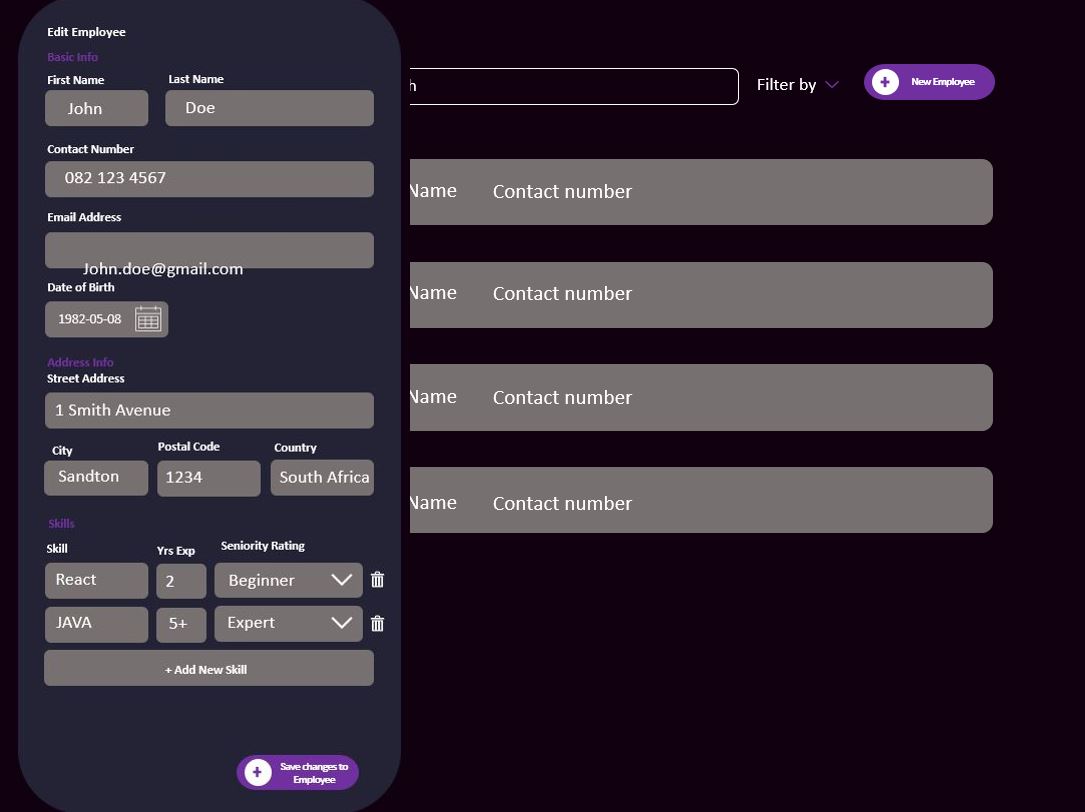 Edit Employee
Basic Info
First Name Last Name
John Doe
Contact Number
082 123 4567
Email Address
John.doe@gmail.com
Date of Birth
1982-05-08
Address Info
Street Address
1 Smith Avenue
City Postal Code Country
Sandton 1234 South Africa
Skills
Skill Yrs Exp Seniority Rating
React 2 Beginner
JAVA 5+ Expert
+ Add New Skill
+ Save changes to
Employee
h Filter by + New Employee
Name Contact number
Name Contact number
Name Contact number
Name Contact number